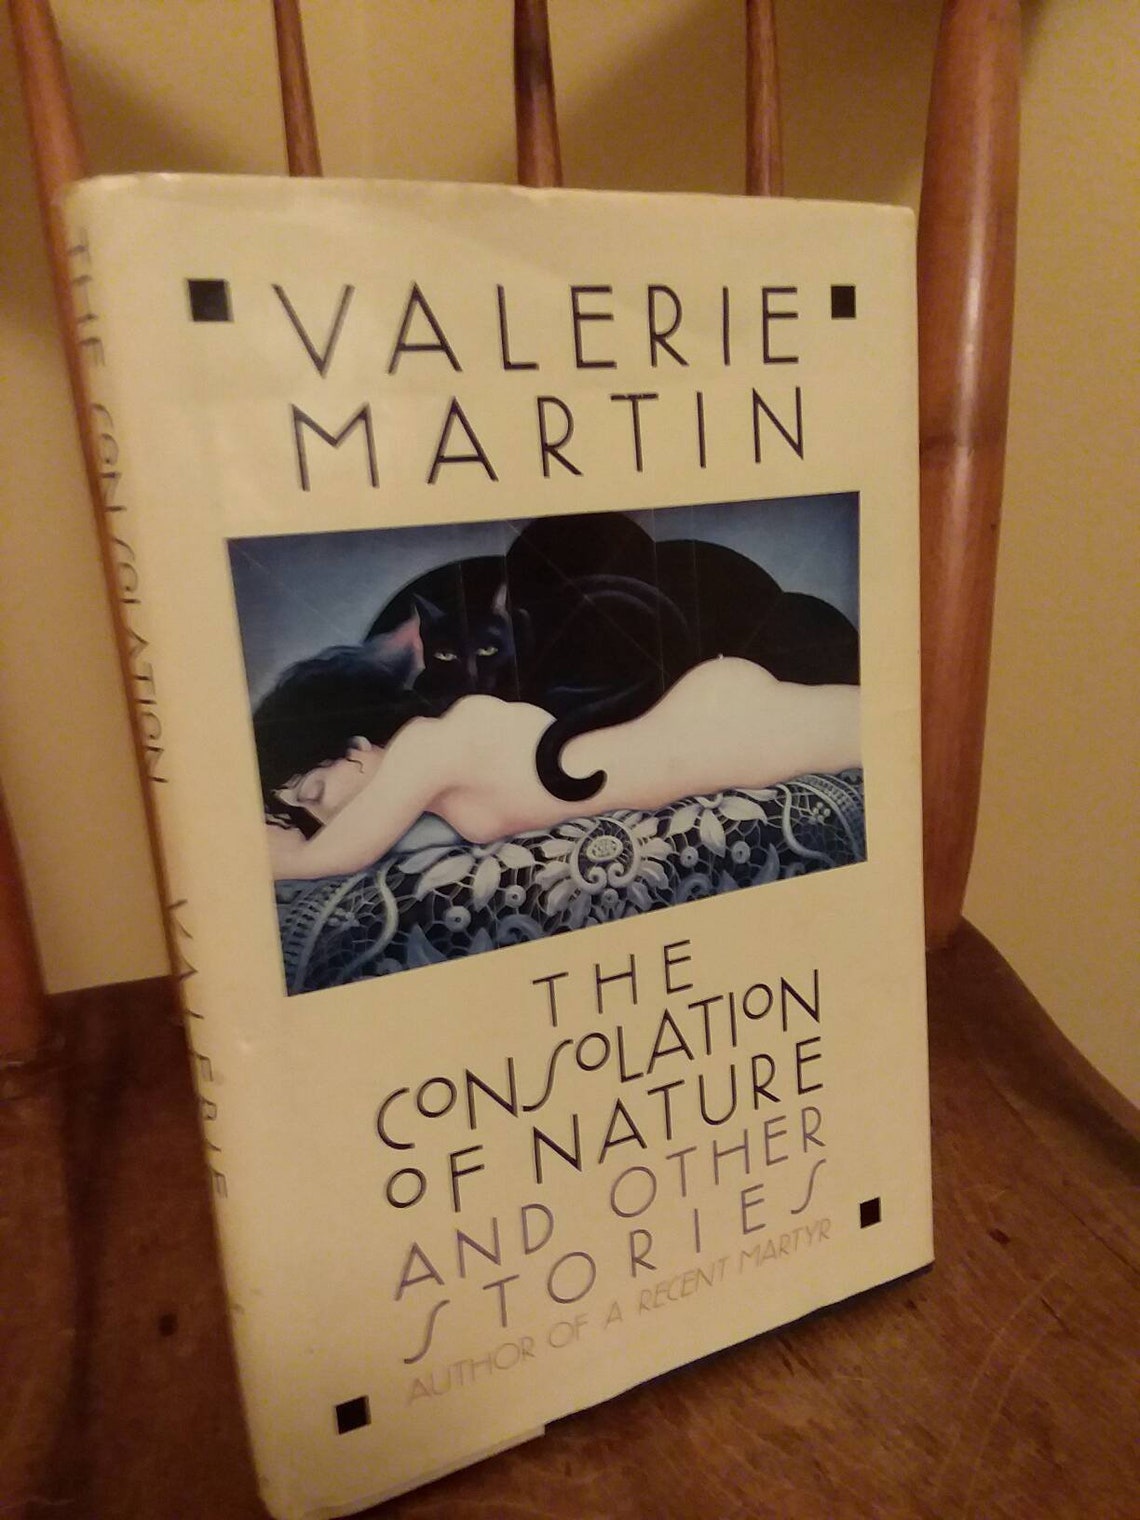 VALERIE
MARTIN
THE
CONSOLATION
OF NATURE
AND OTHER
STORIES
AUTHOR OF A RECENT MARTYR
THE CONSOLATION VALERIE